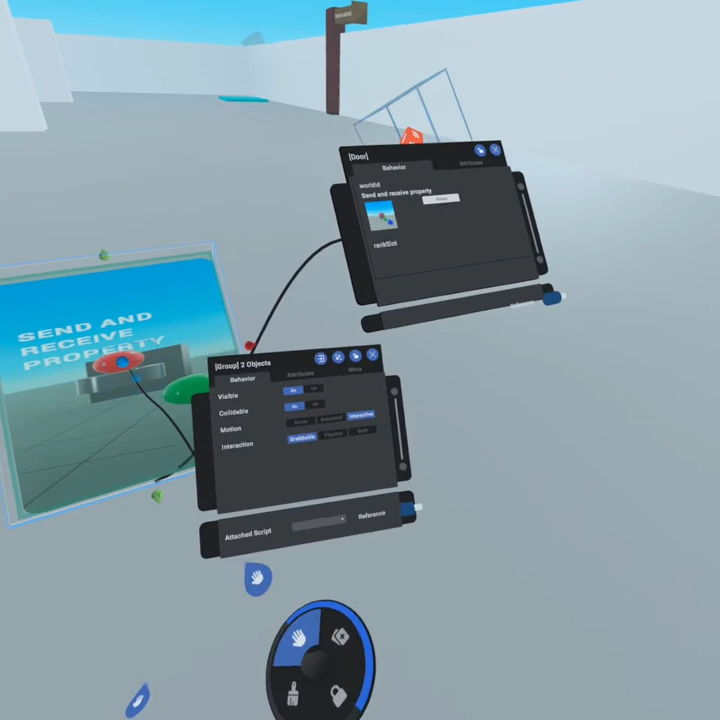 [Door]
Behavior
Attributes
worldId
Send and receive property
rankSlot
SEND AND
RECEIVE
PROPERTY
[Group] 2 Objects
Behavior
Attributes
More
Visible
On
Off
Collidable
On
Off
Motion
None
Animated
Interactive
Interaction
Grabbable
Physics
Both
Attached Script
Reference